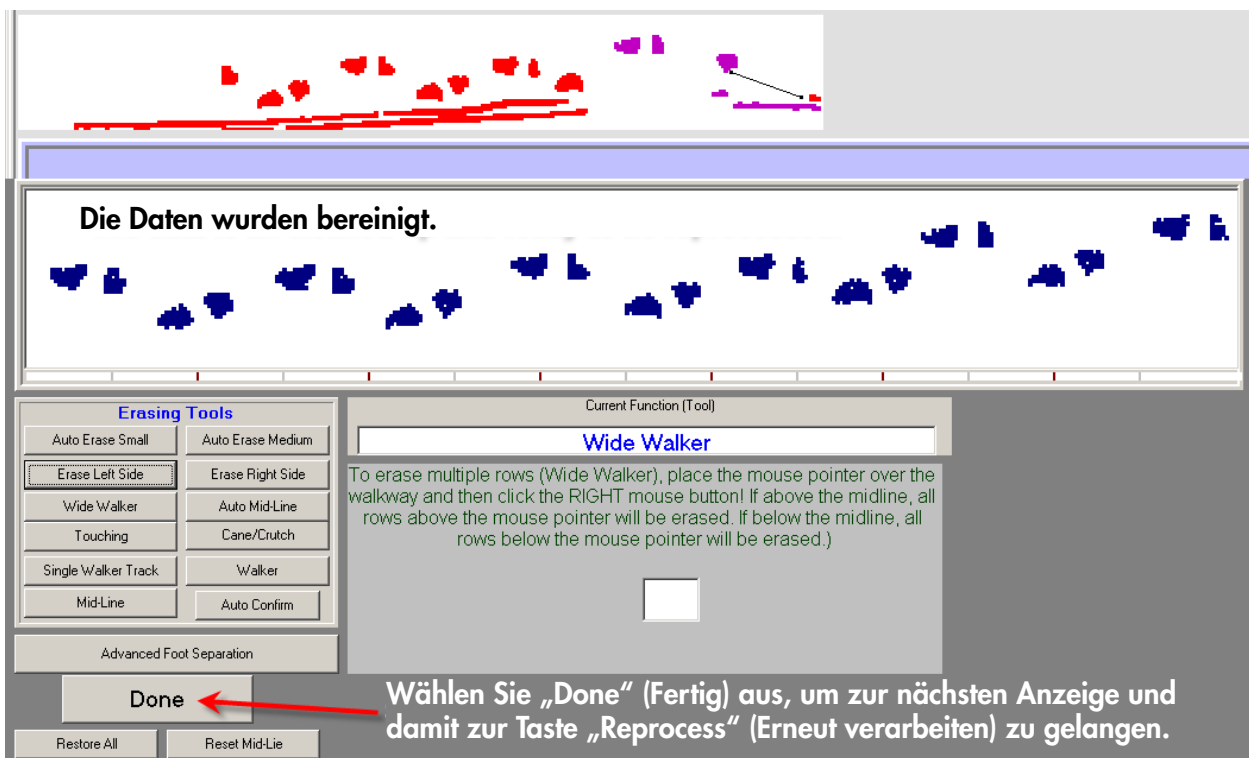 Die Daten wurden bereinigt.
Erasing Tools
Auto Erase Small
Auto Erase Medium
Erase Left Side
Erase Right Side
Wide Walker
Auto Mid-Line
Touching
Cane/Crutch
Single Walker Track
Walker
Mid-Line
Auto Confirm
Advanced Foot Separation
Done
Restore All
Reset Mid-Lie
Current Function (Tool)
Wide Walker
To erase multiple rows (Wide Walker), place the mouse pointer over the
walkway and then click the RIGHT mouse button! If above the midline, all
rows above the mouse pointer will be erased. If below the midline, all
rows below the mouse pointer will be erased.)
Wählen Sie „Done“ (Fertig) aus, um zur nächsten Anzeige und
damit zur Taste „Reprocess“ (Erneut verarbeiten) zu gelangen.